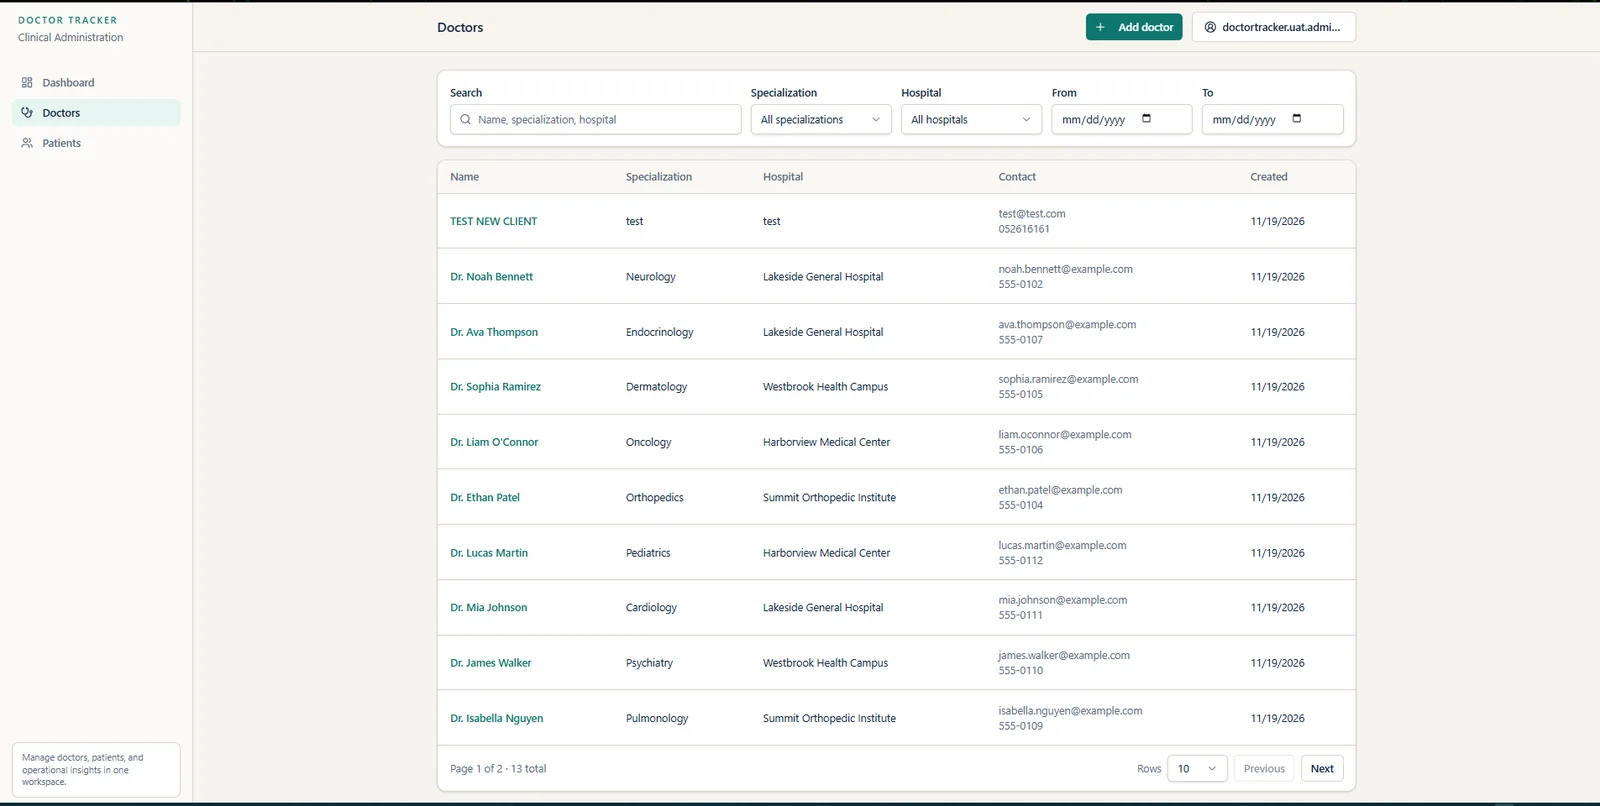 DOCTOR TRACKER
Clinical Administration
Dashboard
Doctors
Patients
Manage doctors, patients, and
operational insights in one
workspace.
Doctors
Add doctor
doctortracker.uat.admi...
Search
Name, specialization, hospital
Specialization
All specializations
Hospital
All hospitals
From
mm/dd/yyyy
To
mm/dd/yyyy
Name Specialization Hospital Contact Created
TEST NEW CLIENT test test test@test.com 11/19/2026
052616161
Dr. Noah Bennett Neurology Lakeside General Hospital noah.bennett@example.com 11/19/2026
555-0102
Dr. Ava Thompson Endocrinology Lakeside General Hospital ava.thompson@example.com 11/19/2026
555-0107
Dr. Sophia Ramirez Dermatology Westbrook Health Campus sophia.ramirez@example.com 11/19/2026
555-0105
Dr. Liam O'Connor Oncology Harborview Medical Center liam.oconnor@example.com 11/19/2026
555-0106
Dr. Ethan Patel Orthopedics Summit Orthopedic Institute ethan.patel@example.com 11/19/2026
555-0104
Dr. Lucas Martin Pediatrics Harborview Medical Center lucas.martin@example.com 11/19/2026
555-0112
Dr. Mia Johnson Cardiology Lakeside General Hospital mia.johnson@example.com 11/19/2026
555-0111
Dr. James Walker Psychiatry Westbrook Health Campus james.walker@example.com 11/19/2026
555-0110
Dr. Isabella Nguyen Pulmonology Summit Orthopedic Institute isabella.nguyen@example.com 11/19/2026
555-0109
Page 1 of 2 · 13 total Rows 10 Previous Next